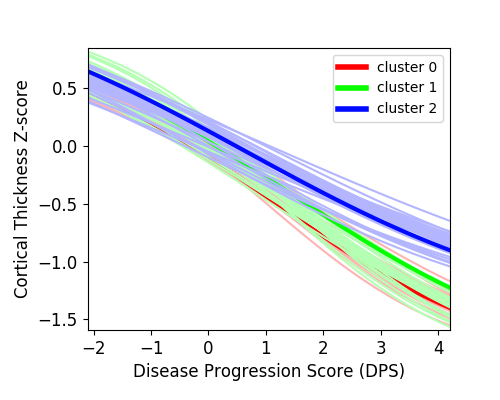 cluster 0
cluster 1
cluster 2
Cortical Thickness Z-score
0.5
0.0
−0.5
−1.0
−1.5
−2 −1 0 1 2 3 4
Disease Progression Score (DPS)